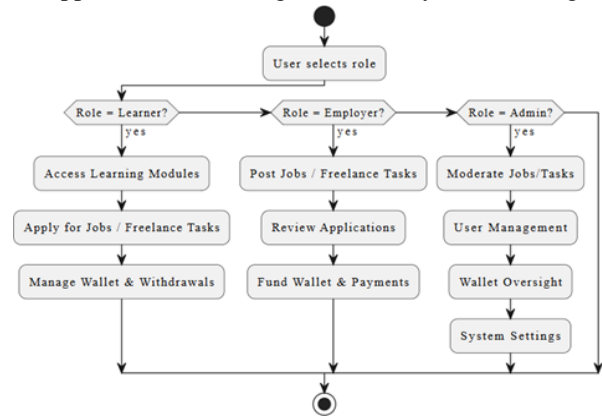 User selects role
Role = Learner?
Role = Employer?
Role = Admin?
yes
yes
yes
Access Learning Modules
Post Jobs / Freelance Tasks
Moderate Jobs/Tasks
Apply for Jobs / Freelance Tasks
Review Applications
User Management
Manage Wallet & Withdrawals
Fund Wallet & Payments
Wallet Oversight
System Settings